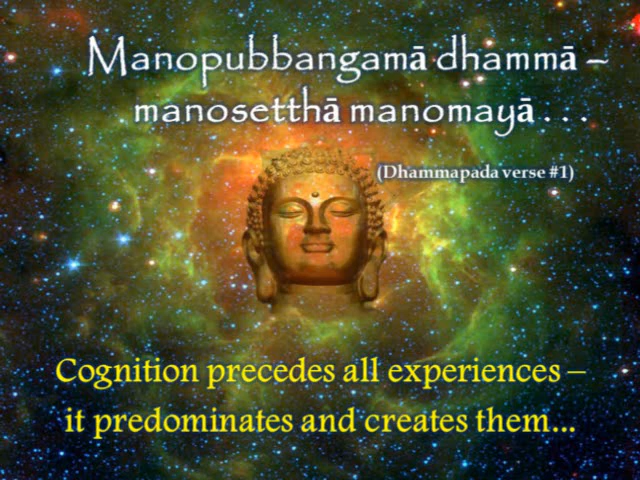 Manopubbangamā dhammā –
manosetthā manomayā . . .
(Dhammapada verse #1)
Cognition precedes all experiences –
it predominates and creates them...